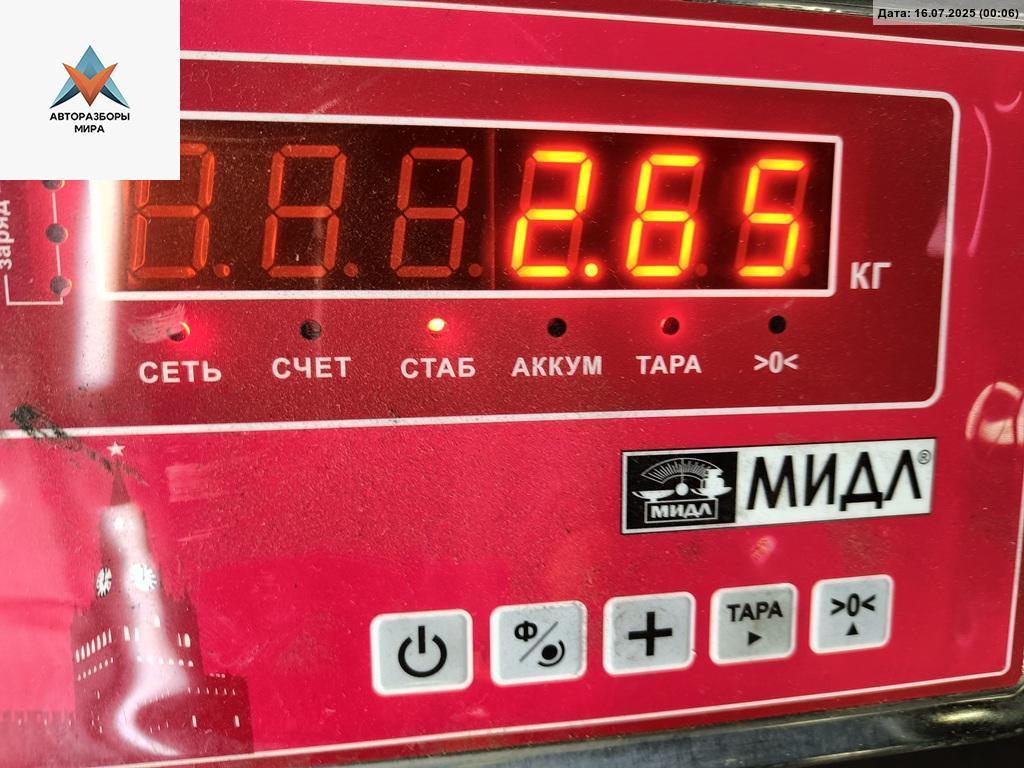 Дата: 16.07.2025 (00:06)
АВТОРАЗБОРЫ
МИРА
2.65
КГ
заряд
СЕТЬ СЧЕТ СТАБ АККУМ ТАРА >0<
МИДЛ МИДЛ®
Ф ТАРА >0<